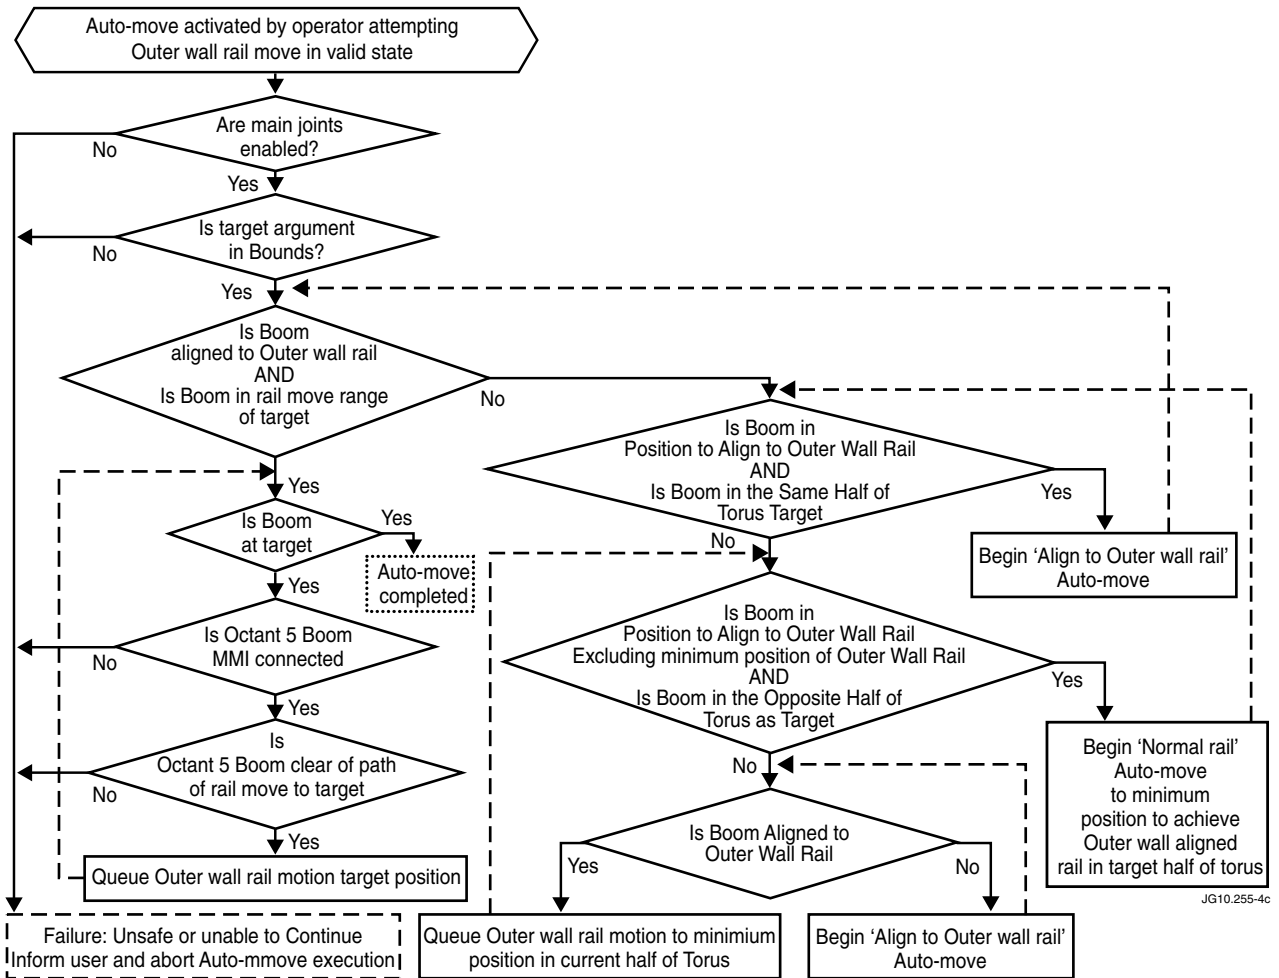 Auto-move activated by operator attempting
Outer wall rail move in valid state
Are main joints
enabled?
No
Yes
Is target argument
in Bounds?
No
Yes
Is Boom
aligned to Outer wall rail
AND
Is Boom in rail move range
of target
No
Yes
Is Boom
at target
Yes
Auto-move
completed
Yes
Is Octant 5 Boom
MMI connected
No
Yes
Is
Octant 5 Boom clear of path
of rail move to target
No
Yes
Queue Outer wall rail motion target position
Failure: Unsafe or unable to Continue
Inform user and abort Auto-mmove execution
Is Boom in
Position to Align to Outer Wall Rail
AND
Is Boom in the Same Half of
Torus Target
Yes
No
Begin ‘Align to Outer wall rail’
Auto-move
Is Boom in
Position to Align to Outer Wall Rail
Excluding minimum position of Outer Wall Rail
AND
Is Boom in the Opposite Half of
Torus as Target
Yes
No
Begin ‘Normal rail’
Auto-move
to minimum
position to achieve
Outer wall aligned
rail in target half of torus
Is Boom Aligned to
Outer Wall Rail
Yes
No
Queue Outer wall rail motion to minimium
position in current half of Torus
Begin ‘Align to Outer wall rail’
Auto-move
JG10.255-4c